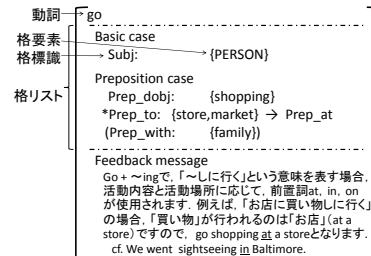 動詞 go
Basic case
格要素
格標識 Subj: {PERSON}
Preposition case
格リスト Prep_dobj: {shopping}
*Prep_to: {store,market} → Prep_at
(Prep_with: {family})
Feedback message
Go + ～ingで，「～しに行く」という意味を表す場合，
活動内容と活動場所に応じて，前置詞at, in, on
が使用されます．例えば，「お店に買い物しに行く」
の場合，「買い物」が行われるのは「お店」(at a
store)ですので，go shopping at a storeとなります．
cf. We went sightseeing in Baltimore.